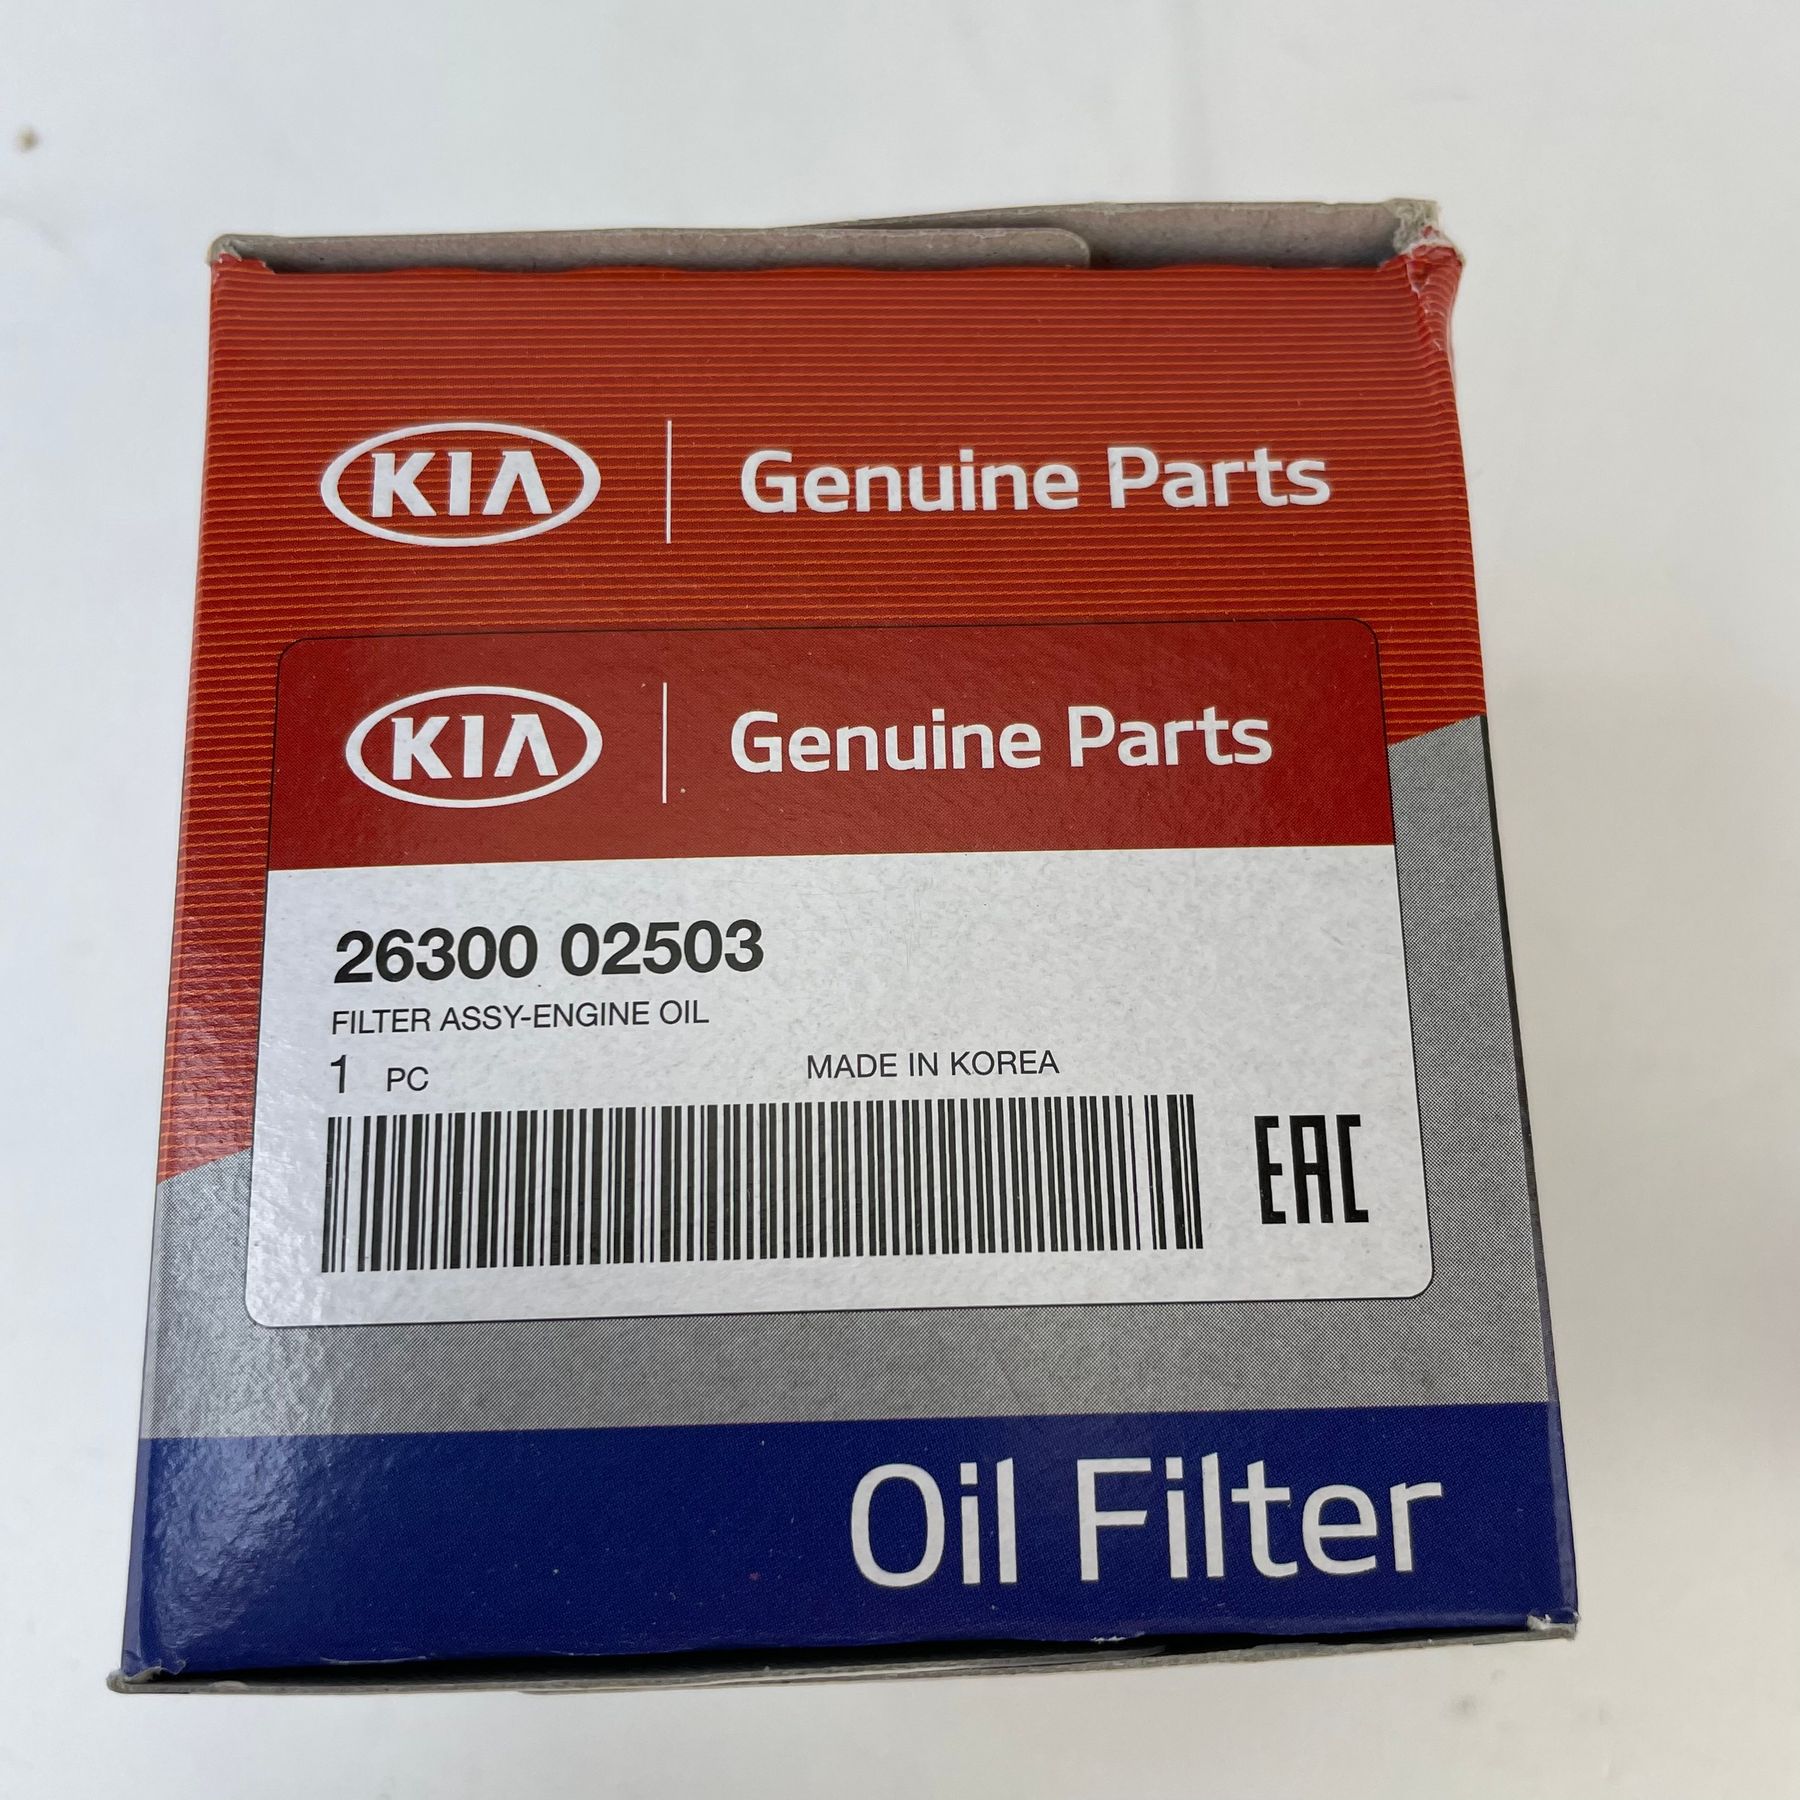 KIA Genuine Parts
KIA Genuine Parts
26300 02503
FILTER ASSY-ENGINE OIL
1 PC MADE IN KOREA
EAC
Oil Filter